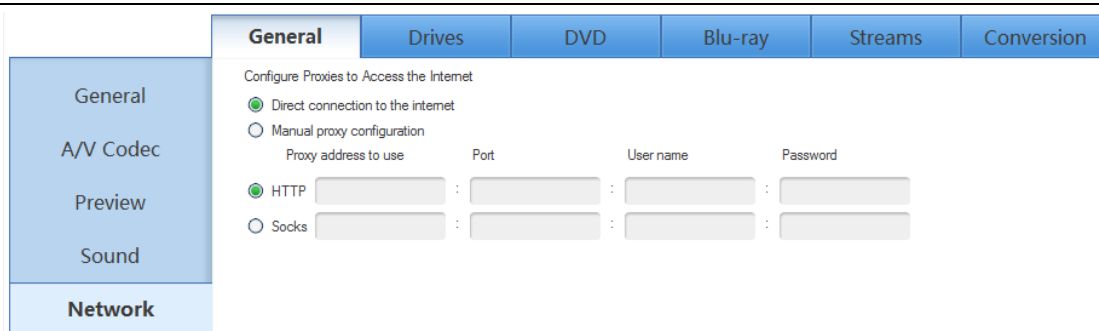 General Drives DVD Blu-ray Streams Conversion
General
A/V Codec
Preview
Sound
Network
Configure Proxies to Access the Internet
Direct connection to the internet
Manual proxy configuration
Proxy address to use Port User name Password
HTTP : : :
Socks : : :